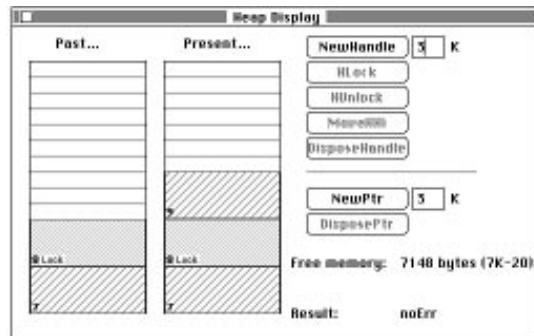 Heap Display
Past...
Present...
NewHandle 3 K
HLock
HUnlock
MoveHHi
DisposeHandle
NewPtr 3 K
DisposePtr
Free memory: 7148 bytes (7K-20)
Result: noErr
Lock
Lock